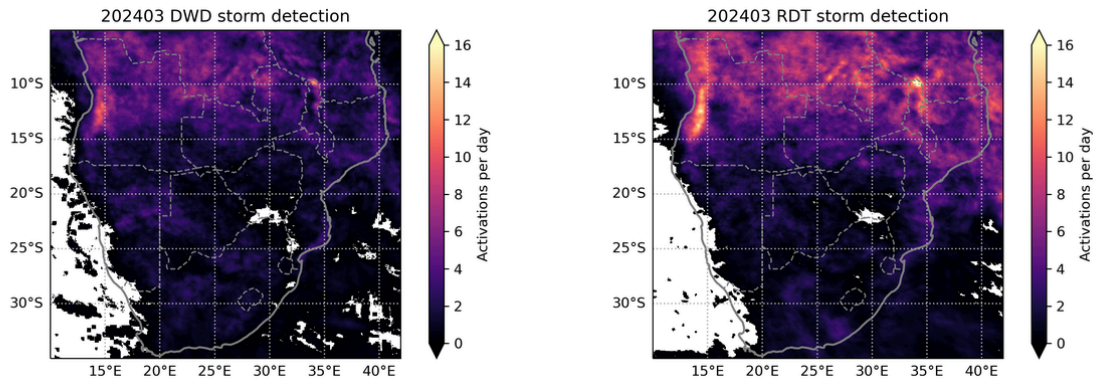 202403 DWD storm detection
10°S
15°S
20°S
25°S
30°S
15°E 20°E 25°E 30°E 35°E 40°E
16
14
12
10
8
6
4
2
0
Activations per day
202403 RDT storm detection
10°S
15°S
20°S
25°S
30°S
15°E 20°E 25°E 30°E 35°E 40°E
16
14
12
10
8
6
4
2
0
Activations per day